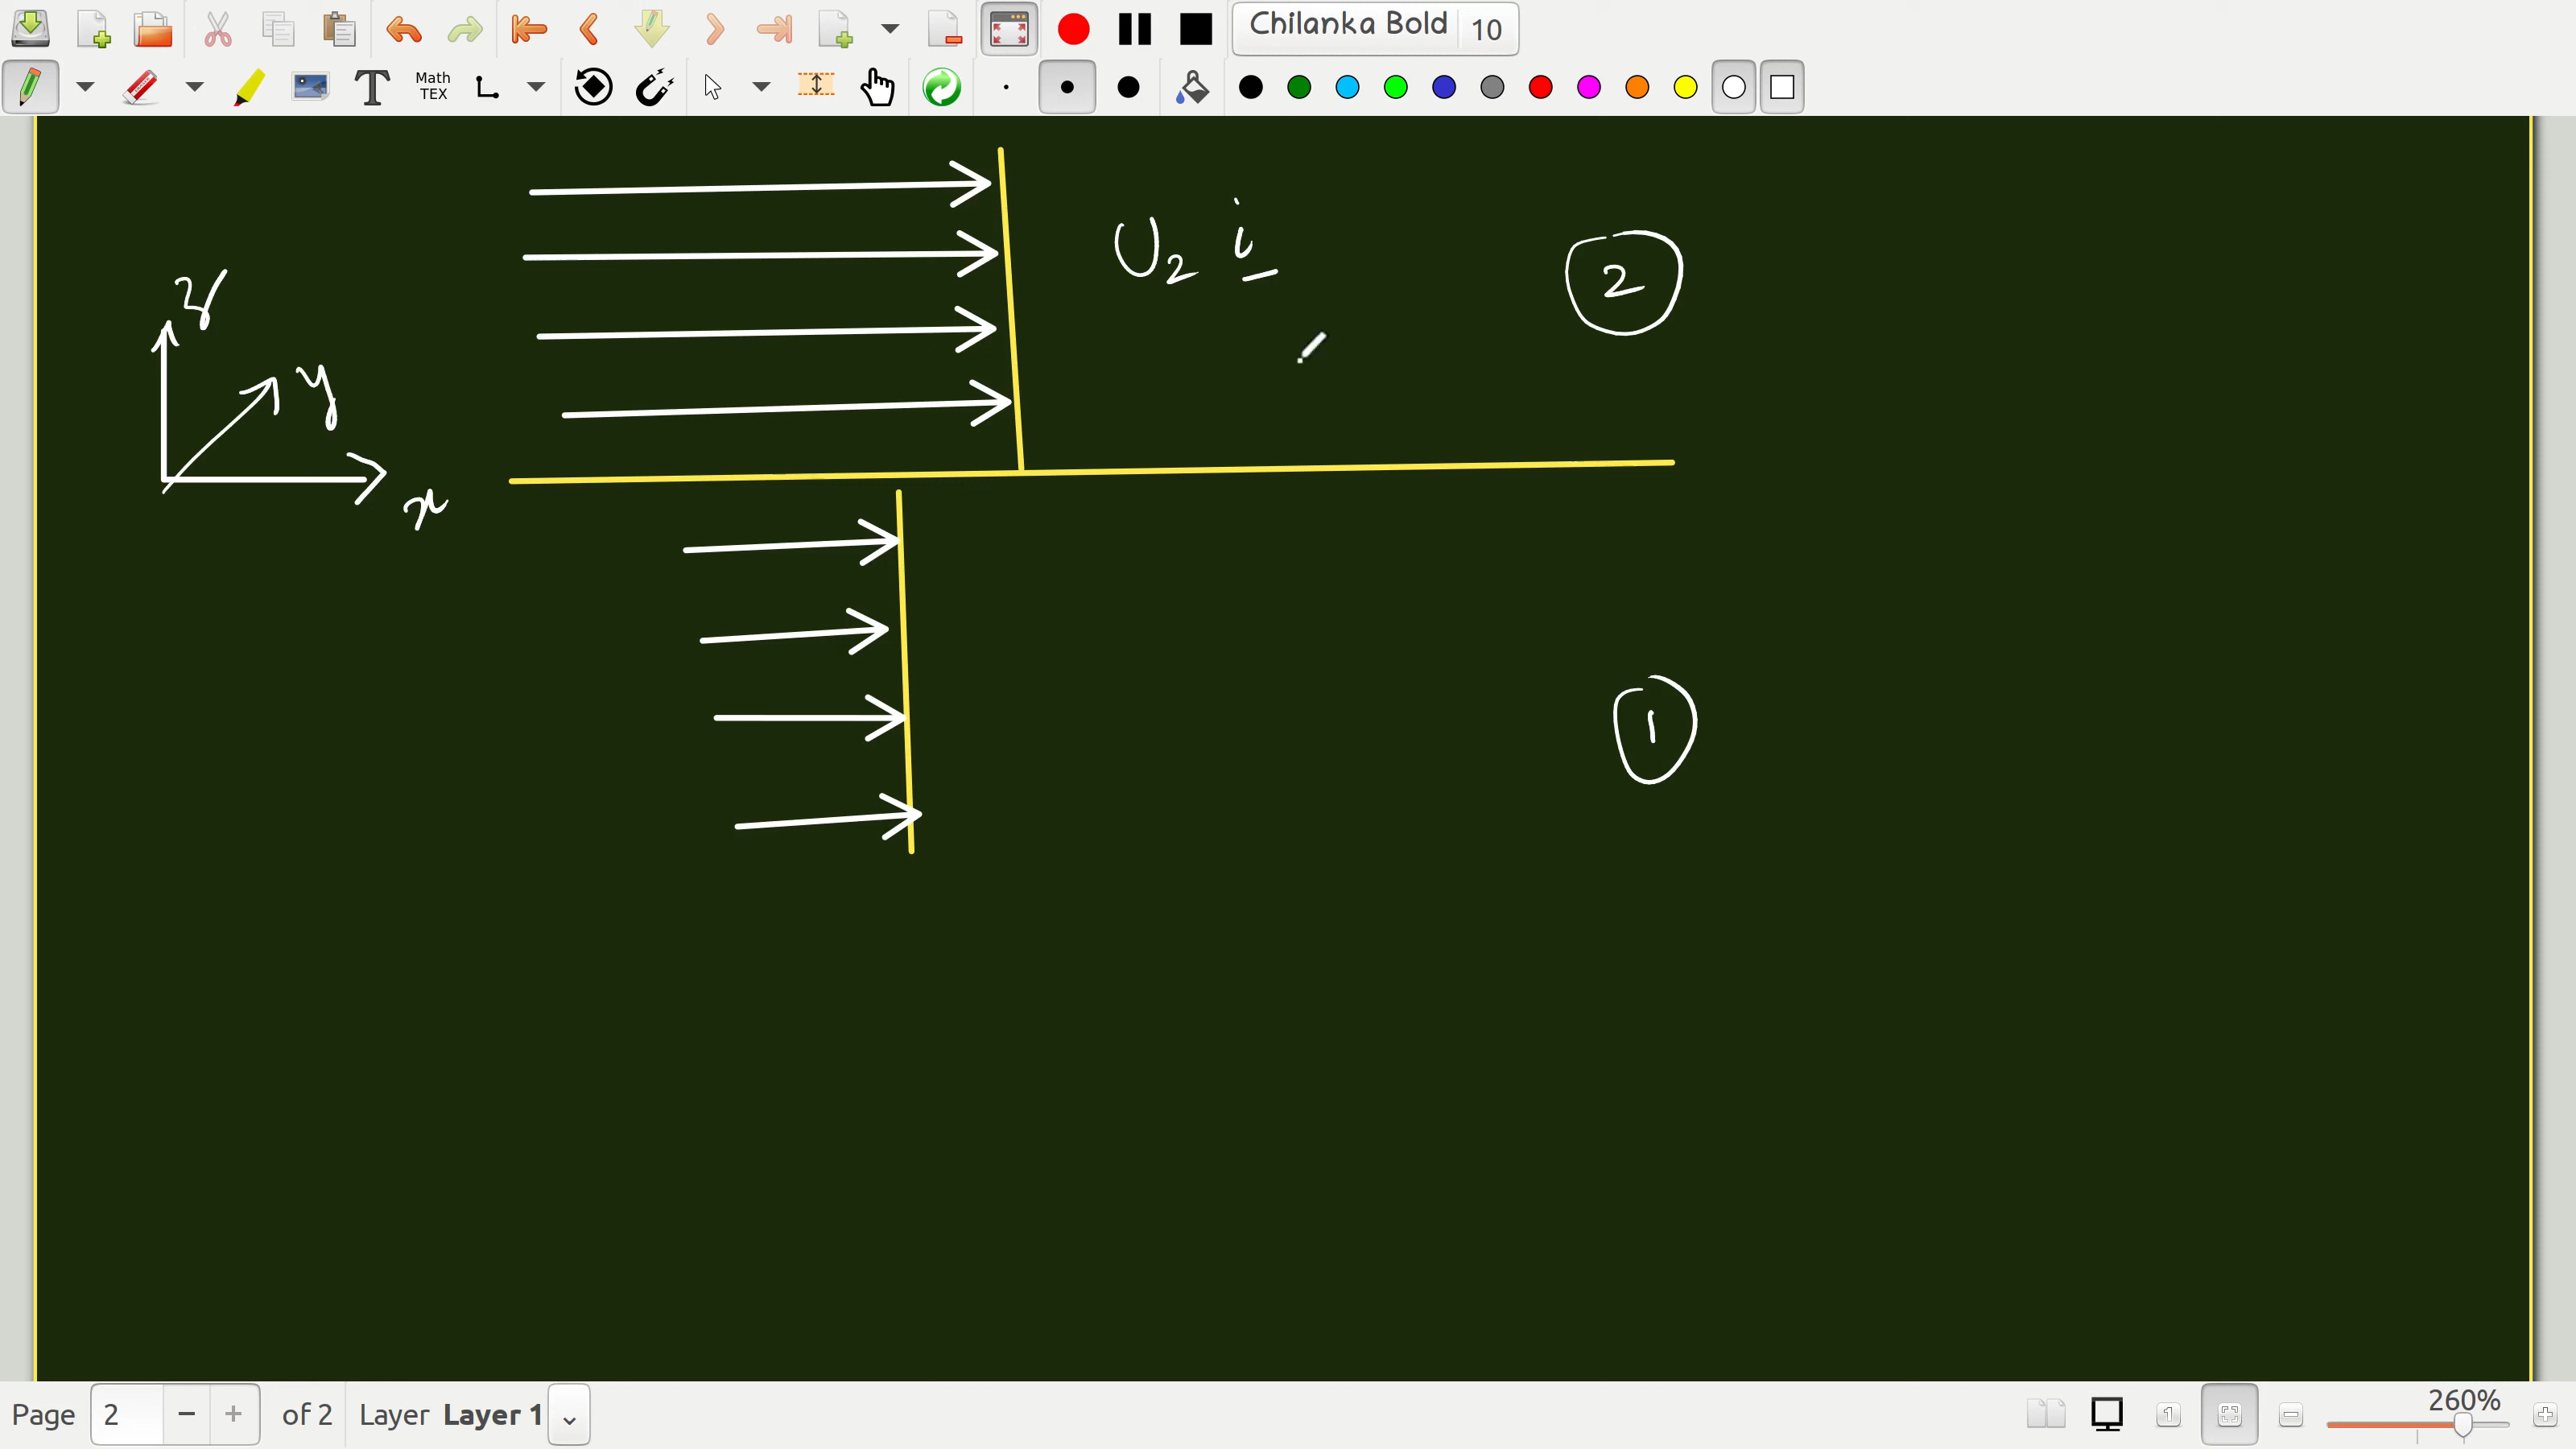 Chilanka Bold 10
Math
TEX
U₂ i
2
z
y
x
1
Page 2 of 2 Layer Layer 1 260%